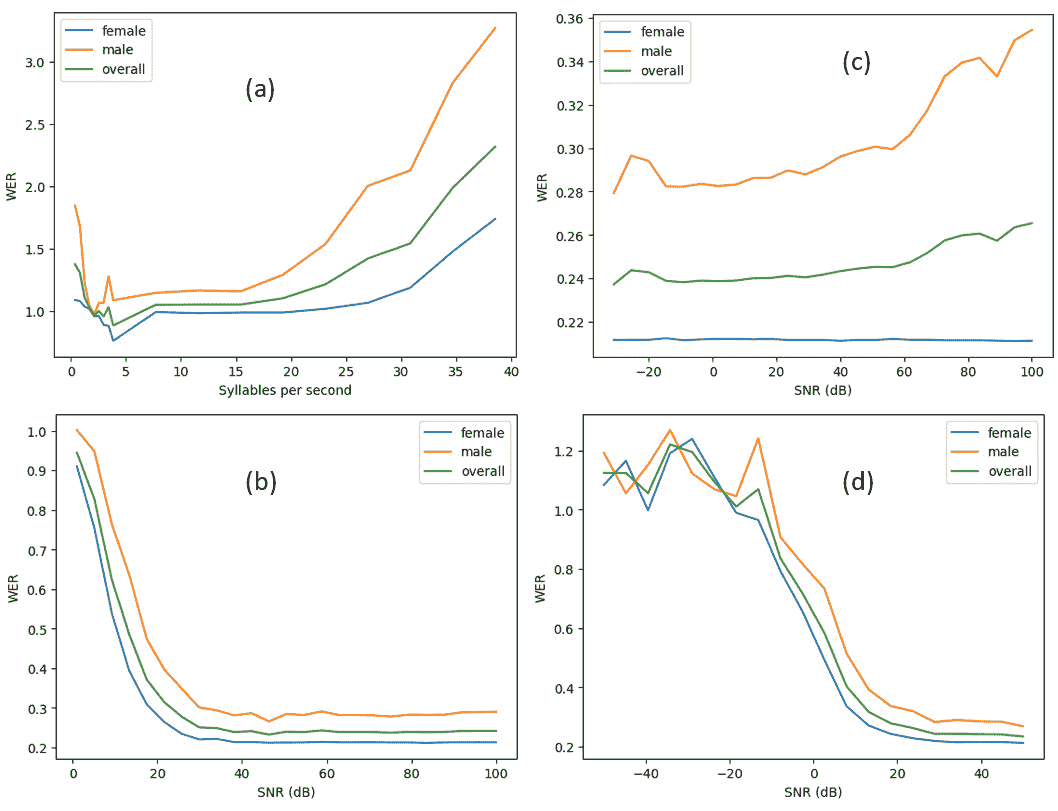 female
male
overall
(a)
WER
3.0
2.5
2.0
1.5
1.0
0 5 10 15 20 25 30 35 40
Syllables per second
female
male
overall
(c)
WER
0.36
0.34
0.32
0.30
0.28
0.26
0.24
0.22
−20 0 20 40 60 80 100
SNR (dB)
female
male
overall
(b)
WER
1.0
0.9
0.8
0.7
0.6
0.5
0.4
0.3
0.2
0 20 40 60 80 100
SNR (dB)
female
male
overall
(d)
WER
1.2
1.0
0.8
0.6
0.4
0.2
−40 −20 0 20 40
SNR (dB)